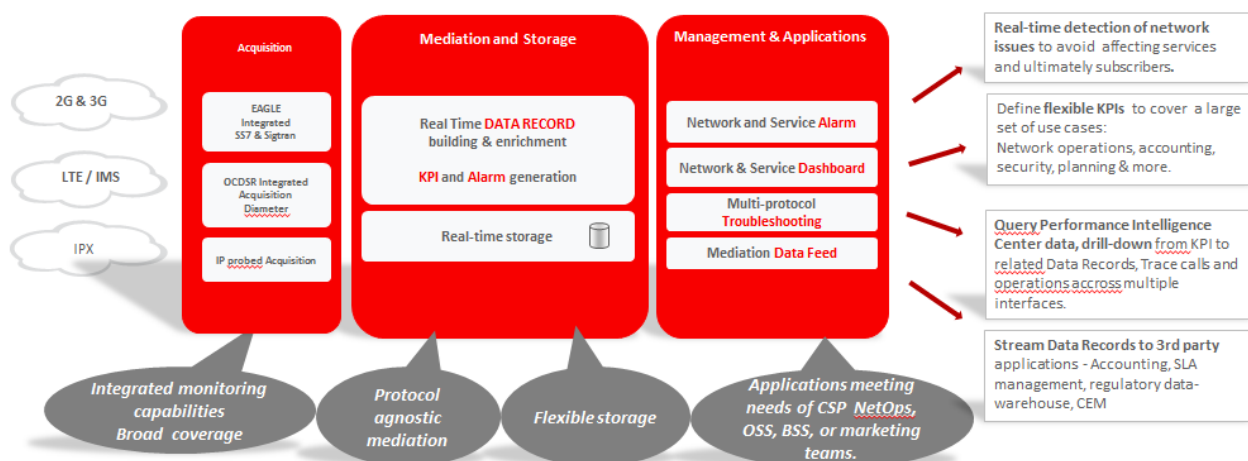 2G & 3G
LTE / IMS
IPX
Acquisition
EAGLE
Integrated
SS7 & Sigtran
OCDSR Integrated
Acquisition
Diameter
IP probed Acquisition
Mediation and Storage
Real Time DATA RECORD
building & enrichment
KPI and Alarm generation
Real-time storage
Management & Applications
Network and Service Alarm
Network & Service Dashboard
Multi-protocol
Troubleshooting
Mediation Data Feed
Real-time detection of network
issues to avoid affecting services
and ultimately subscribers.
Define flexible KPIs to cover a large
set of use cases:
Network operations, accounting,
security, planning & more.
Query Performance Intelligence
Center data, drill-down from KPI to
related Data Records, Trace calls and
operations accross multiple
interfaces.
Stream Data Records to 3rd party
applications - Accounting, SLA
management, regulatory data-
warehouse, CEM
Integrated monitoring
capabilities
Broad coverage
Protocol
agnostic
mediation
Flexible storage
Applications meeting
needs of CSP NetOps,
OSS, BSS, or marketing
teams.